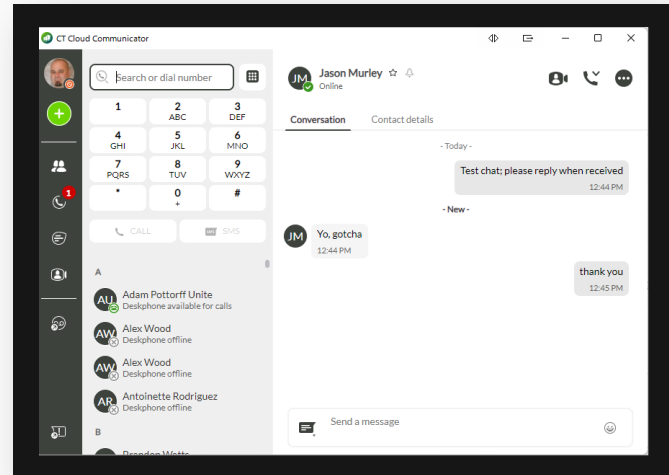 CT Cloud Communicator
Search or dial number
1
2
ABC
3
DEF
4
GHI
5
JKL
6
MNO
7
PQRS
8
TUV
9
WXYZ
*
0
+
#
CALL
SMS
1
A
AU
Adam Pottorff Unite
Deskphone available for calls
AW
Alex Wood
Deskphone offline
AW
Alex Wood
Deskphone offline
AR
Antoinette Rodriguez
Deskphone offline
B
Brandon Watts
JM
Jason Murley
Online
Conversation Contact details
- Today -
Test chat; please reply when received
12:44 PM
- New -
JM
Yo, gotcha
12:44 PM
thank you
12:45 PM
Send a message